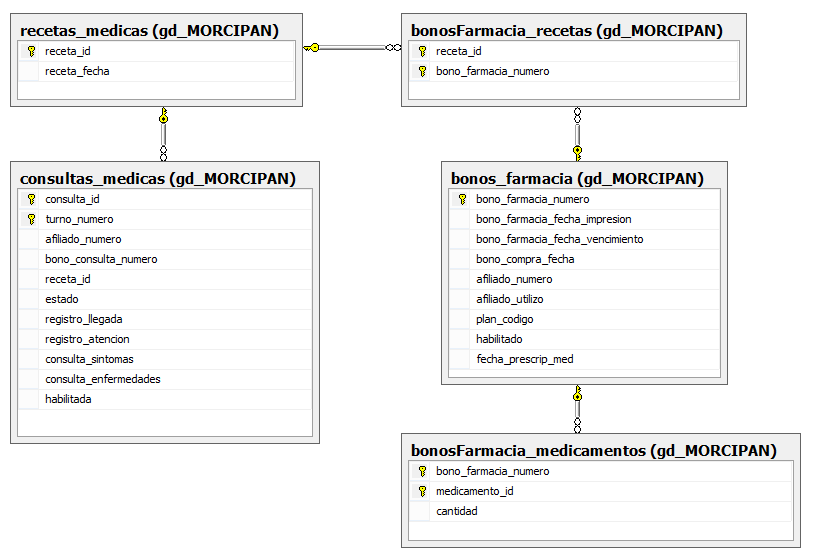 recetas_medicas (gd_MORCIPAN)
receta_id
receta_fecha
bonosFarmacia_recetas (gd_MORCIPAN)
receta_id
bono_farmacia_numero
consultas_medicas (gd_MORCIPAN)
consulta_id
turno_numero
afiliado_numero
bono_consulta_numero
receta_id
estado
registro_llegada
registro_atencion
consulta_sintomas
consulta_enfermedades
habilitada
bonos_farmacia (gd_MORCIPAN)
bono_farmacia_numero
bono_farmacia_fecha_impresion
bono_farmacia_fecha_vencimiento
bono_compra_fecha
afiliado_numero
afiliado_utilizo
plan_codigo
habilitado
fecha_prescrip_med
bonosFarmacia_medicamentos (gd_MORCIPAN)
bono_farmacia_numero
medicamento_id
cantidad